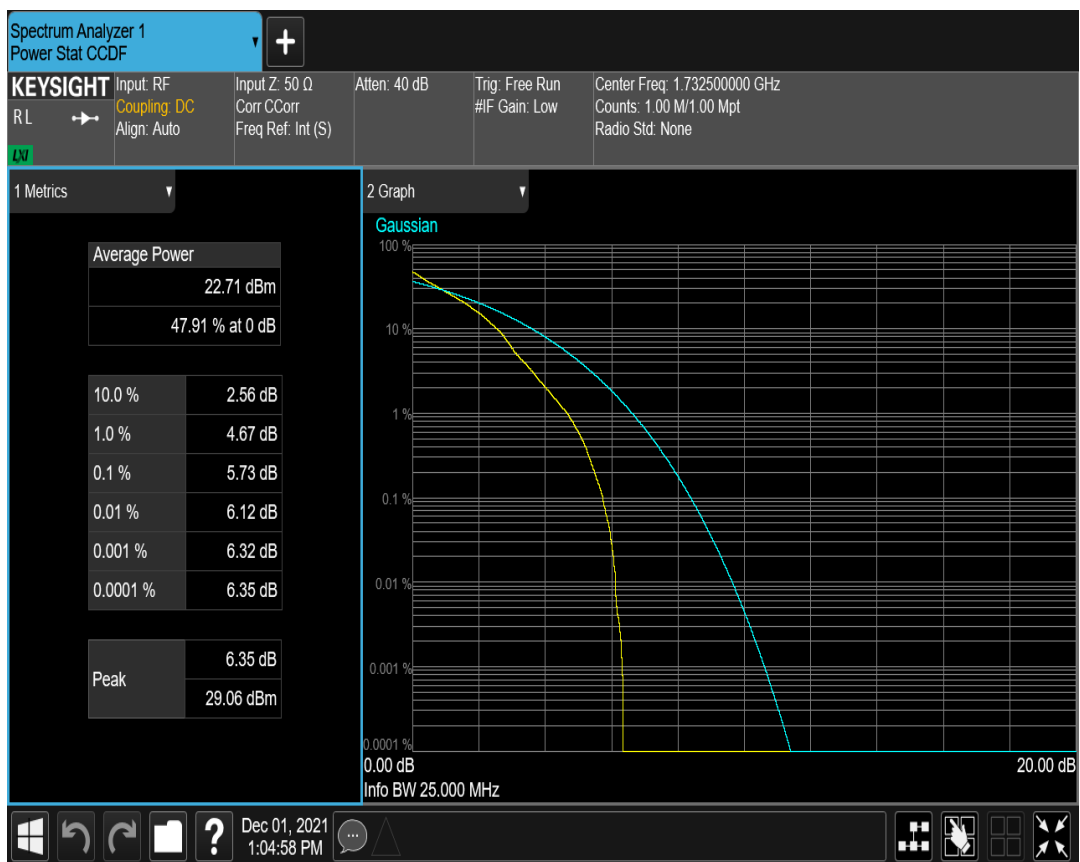 Spectrum Analyzer 1
Power Stat CCDF
KEYSIGHT
RL
LXI
Input: RF
Coupling: DC
Align: Auto
Input Z: 50 Ω
Corr CCorr
Freq Ref: Int (S)
Atten: 40 dB
Trig: Free Run
#IF Gain: Low
Center Freq: 1.732500000 GHz
Counts: 1.00 M/1.00 Mpt
Radio Std: None
1 Metrics
Average Power
22.71 dBm
47.91 % at 0 dB
10.0 % 2.56 dB
1.0 % 4.67 dB
0.1 % 5.73 dB
0.01 % 6.12 dB
0.001 % 6.32 dB
0.0001 % 6.35 dB
Peak
6.35 dB
29.06 dBm
2 Graph
Gaussian
100 %
10 %
1 %
0.1 %
0.01 %
0.001 %
0.0001 %
0.00 dB 20.00 dB
Info BW 25.000 MHz
?
Dec 01, 2021
1:04:58 PM